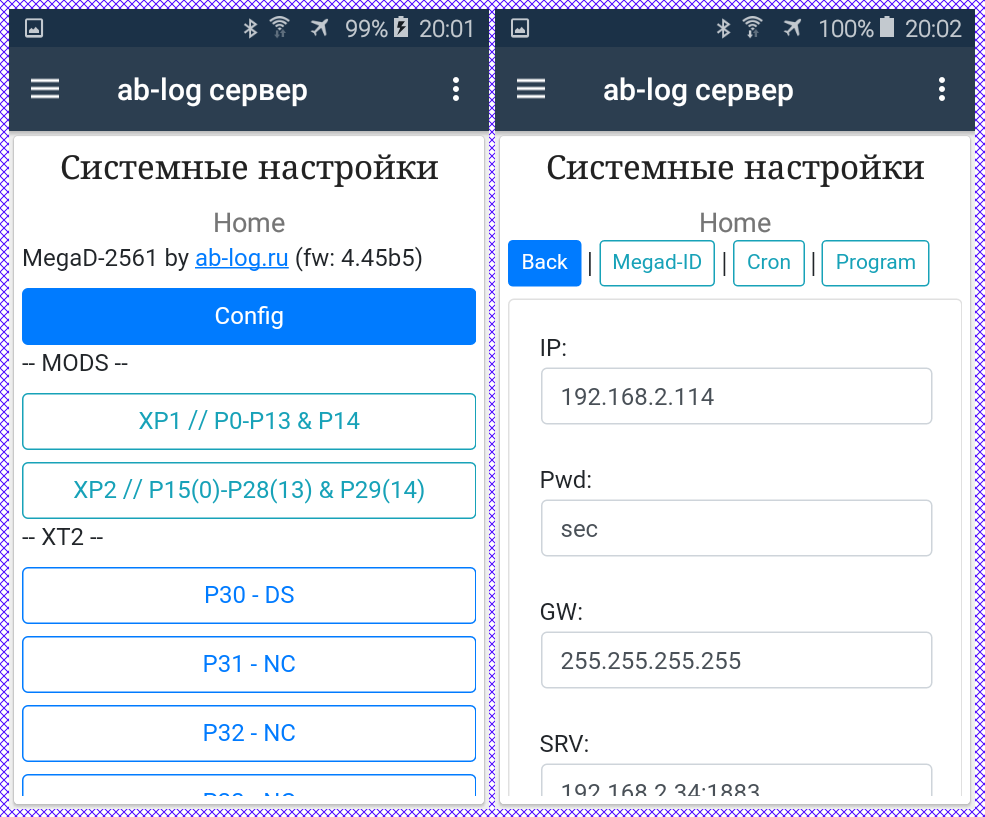 99% 20:01
ab-log сервер
Системные настройки
Home
MegaD-2561 by ab-log.ru (fw: 4.45b5)
Config
-- MODS --
XP1 // P0-P13 & P14
XP2 // P15(0)-P28(13) & P29(14)
-- XT2 --
P30 - DS
P31 - NC
P32 - NC
100% 20:02
ab-log сервер
Системные настройки
Home
Back | Megad-ID | Cron | Program
IP:
192.168.2.114
Pwd:
sec
GW:
255.255.255.255
SRV:
192.168.2.34:1883